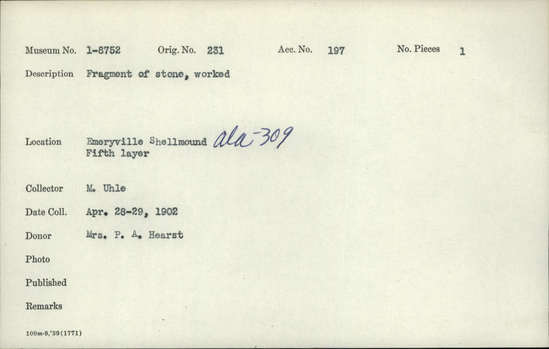 Museum No. 1-8752 Orig. No. 231 Acc. No. 197 No. Pieces 1
Description Fragment of stone, worked
Location Emeryville Shellmound ala-309
Fifth layer
Collector M. Uhle
Date Coll. Apr. 28-29, 1902
Donor Mrs. P. A. Hearst
Photo
Published
Remarks
100m-8,'39(1771)